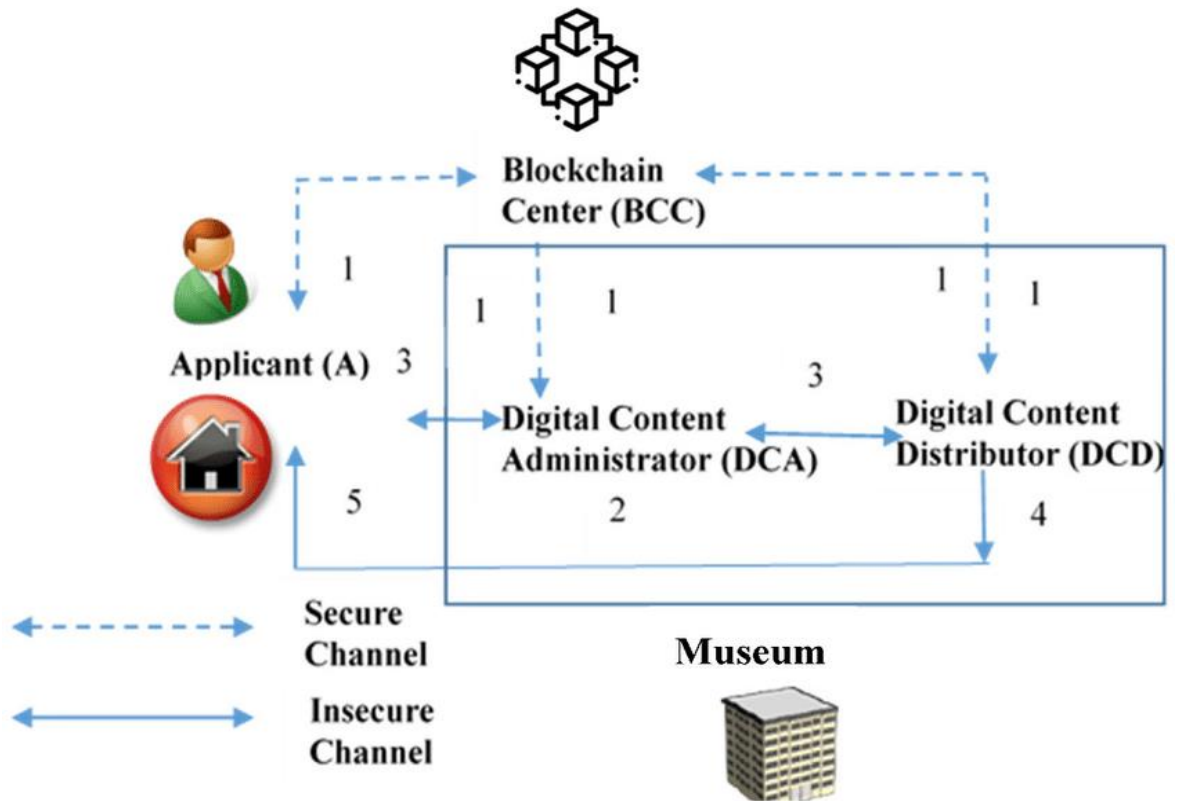 Blockchain
Center (BCC)
1
1
1
1
1
Applicant (A)
3
3
Digital Content
Administrator (DCA)
Digital Content
Distributor (DCD)
5
2
4
Secure
Channel
Museum
Insecure
Channel